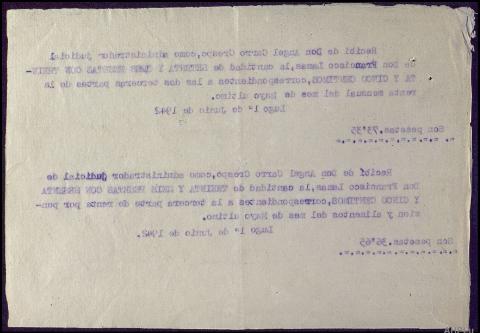 Recibí de Don Angel Carro Crespo, como administrador judicial
de Don Francisco Lamas, la cantidad de SETENTA Y PESETAS CON TREIN-
TA Y CINCO CENTIMOS, correspondientes a las dos terceras partes de la
renta mensual del mes de Mayo ultimo.
Lugo 1º de Junio de 1942
Son pesetas 73'35
Recibí de Don Angel Carro Crespo, como administrador judicial de
Don Francisco Lamas, la cantidad de TREINTA Y SEIS PESETAS CON SESENTA
Y CINCO CENTIMOS, correspondientes a la tercera parte de renta por pen-
sion y alimentos del mes de Mayo ultimo.
Lugo 1º de Junio de 1942.
Son pesetas 36'65